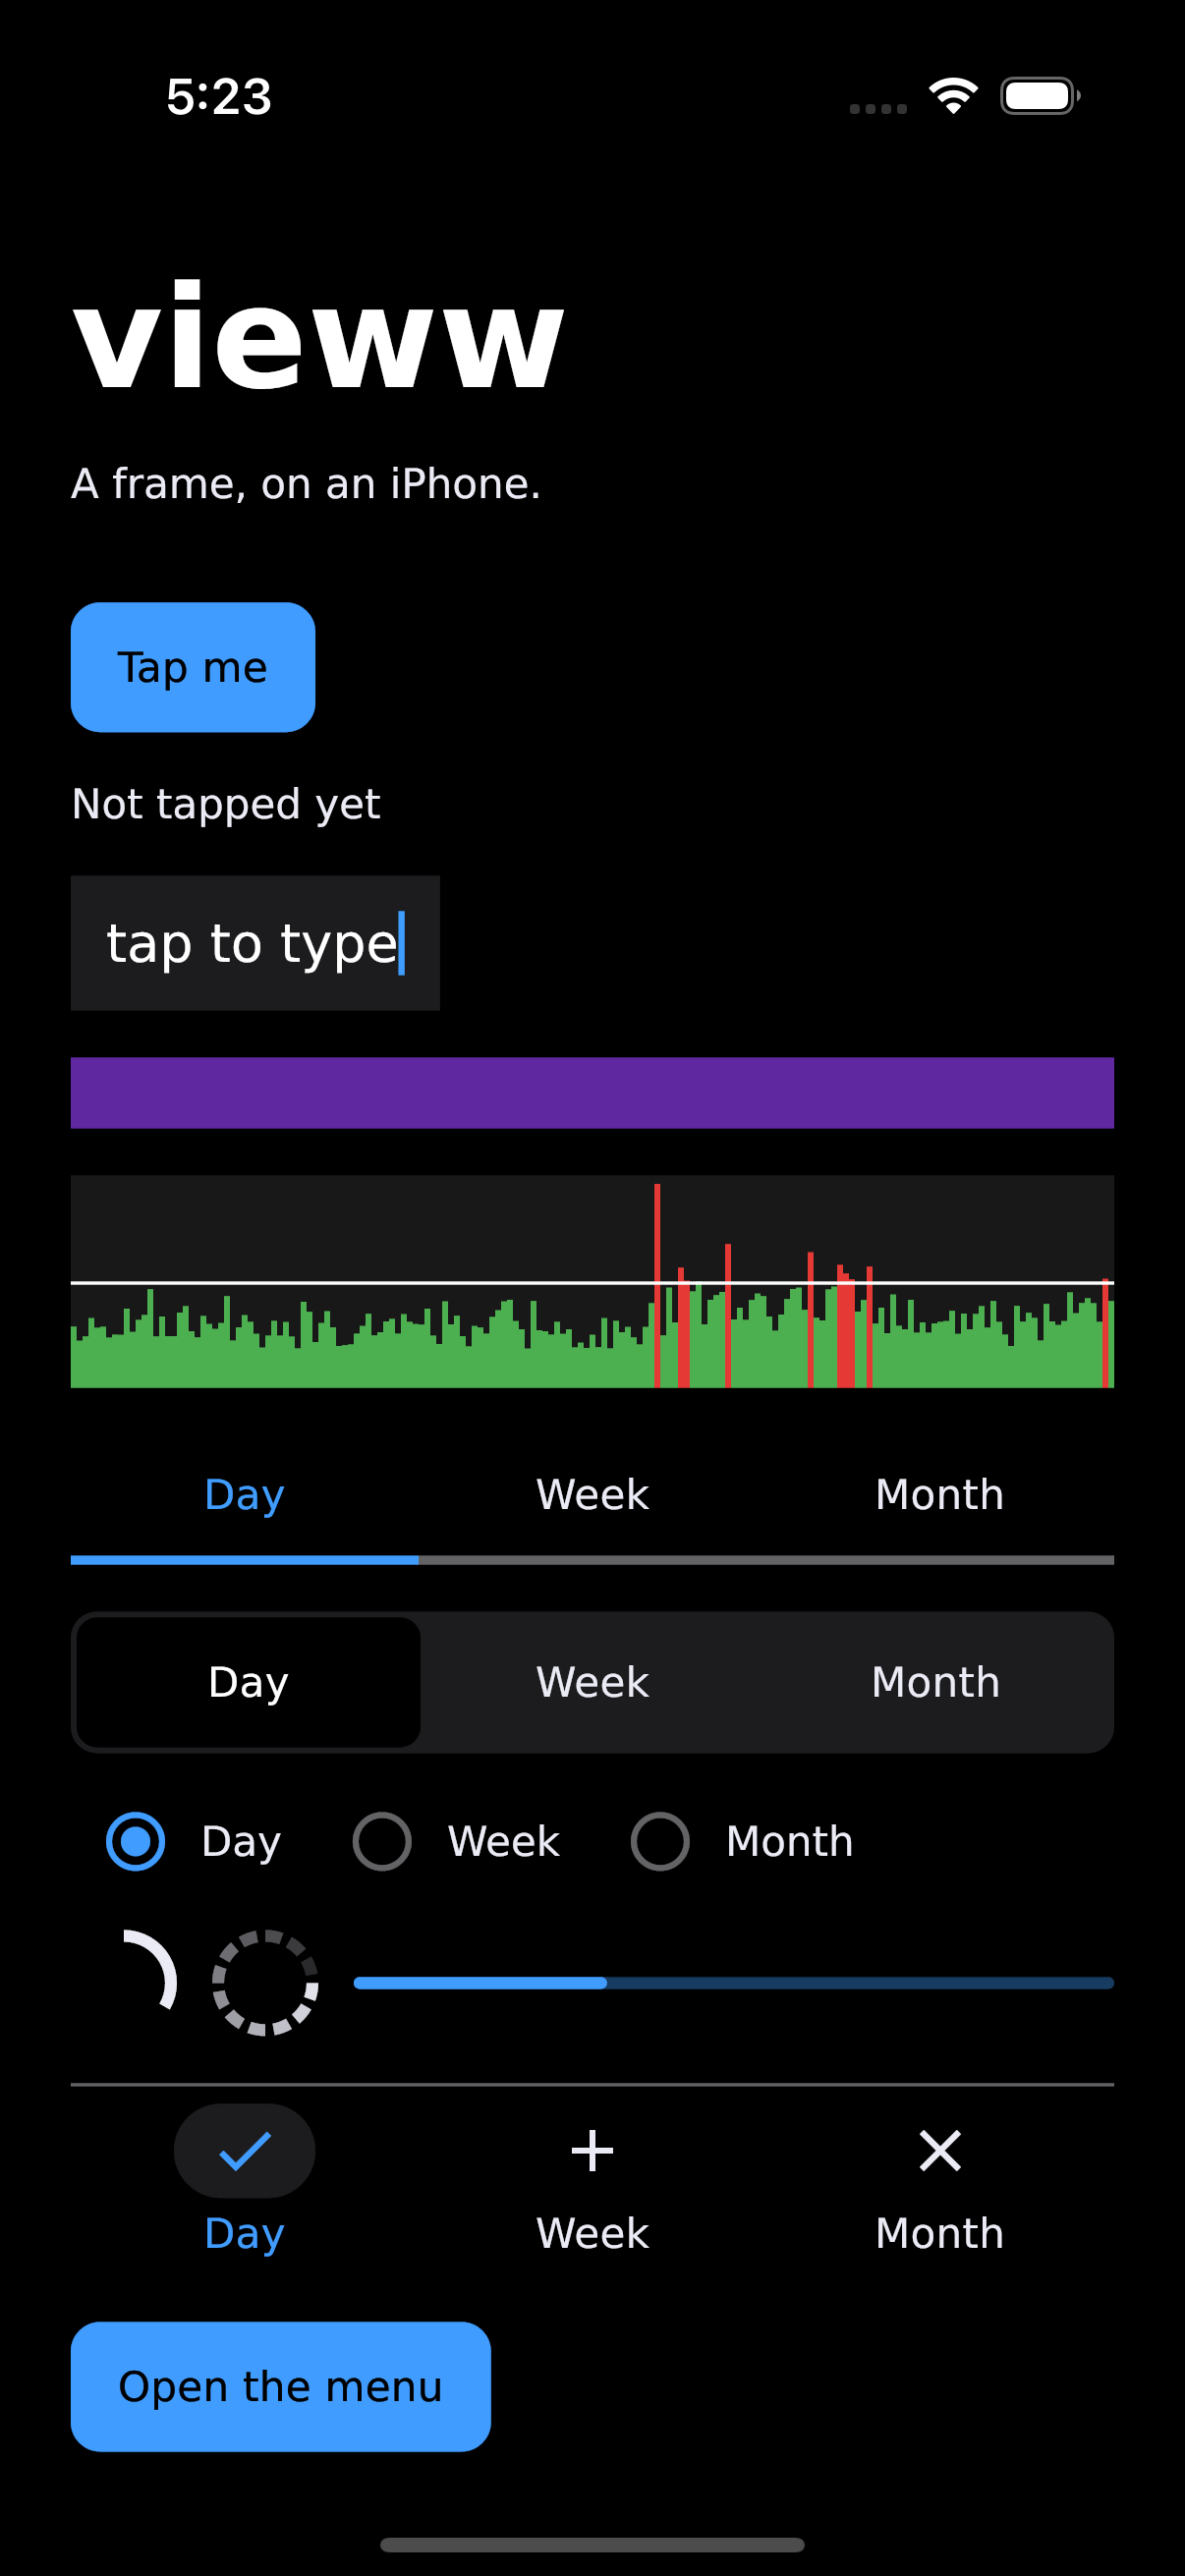 5:23
vieww
A frame, on an iPhone.
Tap me
Not tapped yet
tap to type
Day Week Month
Day Week Month
Day Week Month
Day Week Month
Open the menu